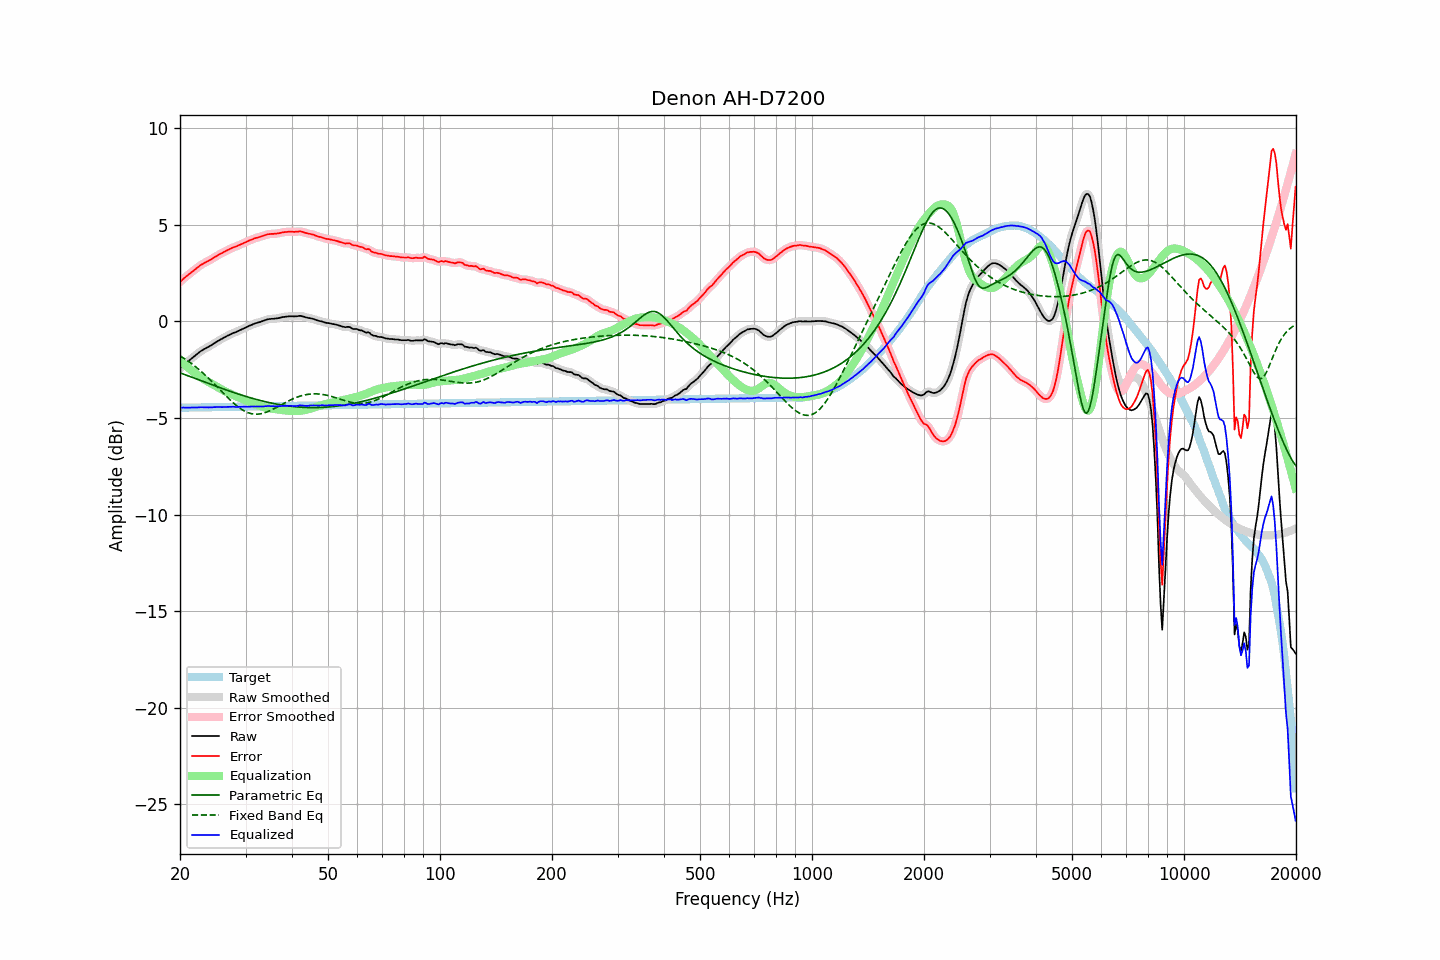 Denon AH-D7200
Amplitude (dBr)
10
5
0
−5
−10
−15
−20
−25
Target
Raw Smoothed
Error Smoothed
Raw
Error
Equalization
Parametric Eq
Fixed Band Eq
Equalized
20 50 100 200 500 1000 2000 5000 10000 20000
Frequency (Hz)